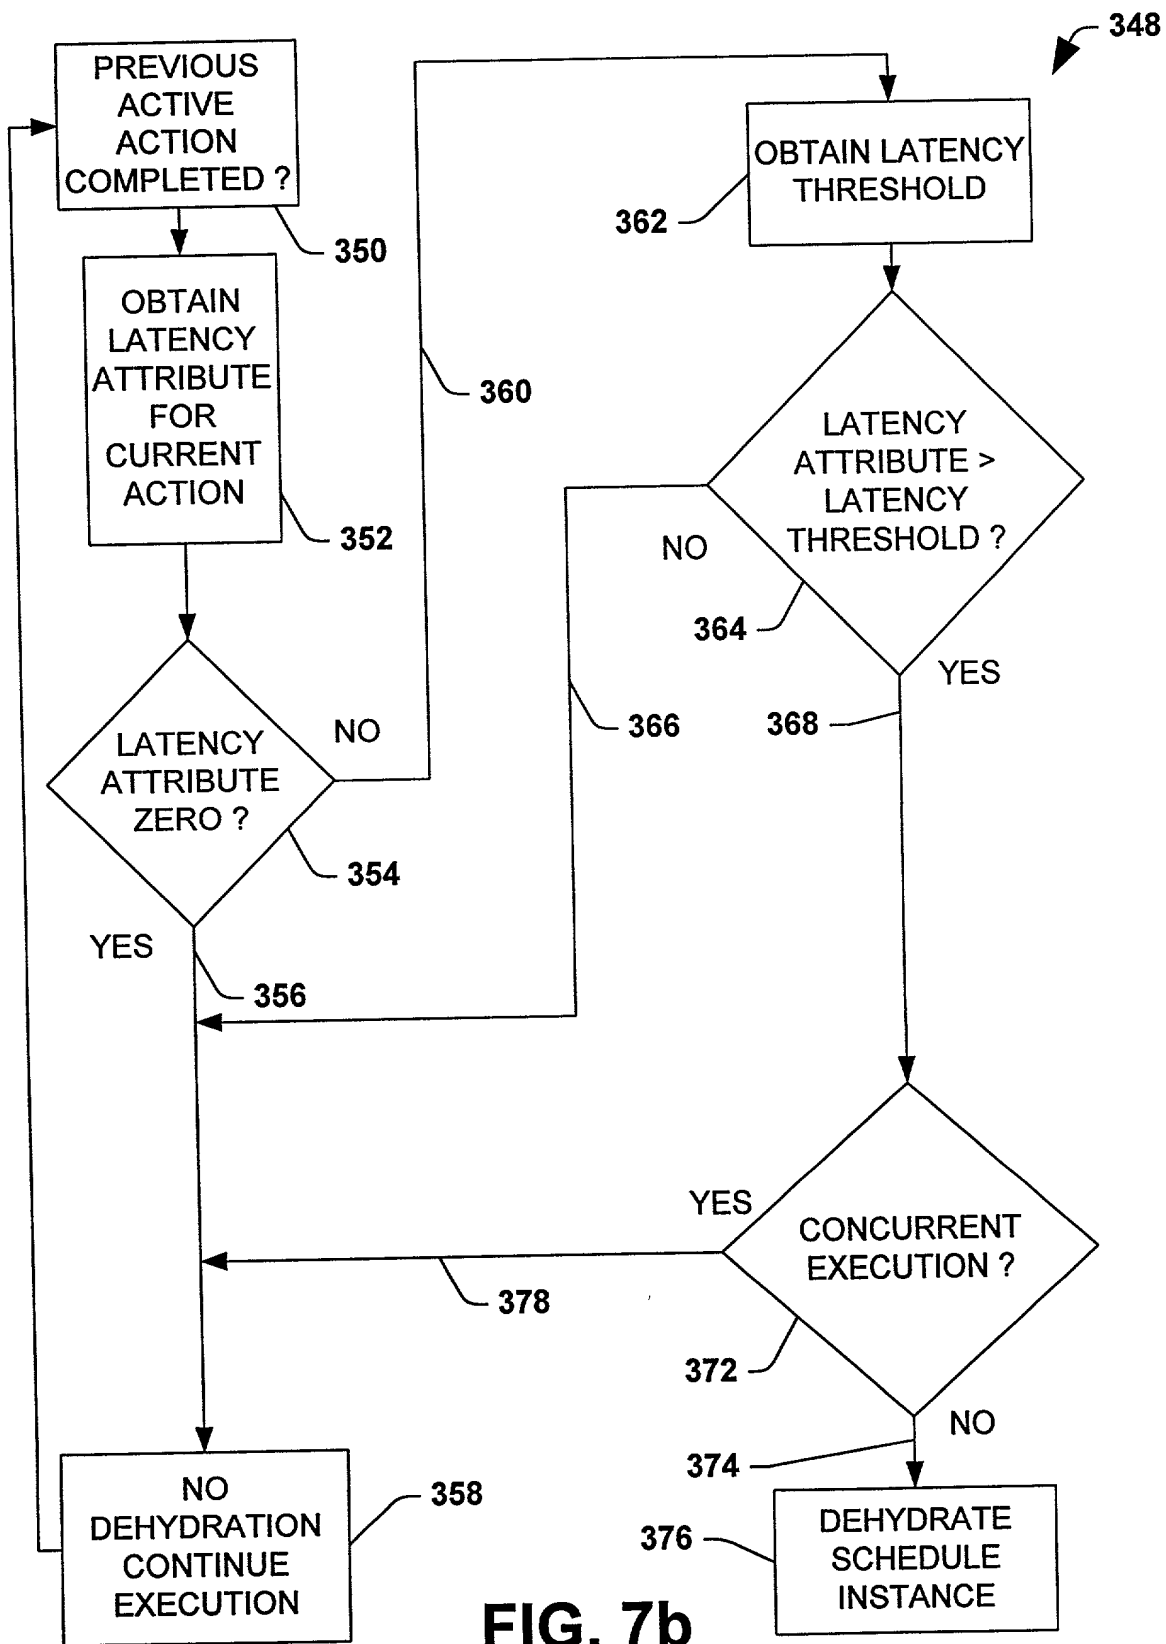 348
PREVIOUS
ACTIVE
ACTION
COMPLETED ?
350
OBTAIN
LATENCY
ATTRIBUTE
FOR
CURRENT
ACTION
352
LATENCY
ATTRIBUTE
ZERO ?
NO
354
YES
356
360
OBTAIN LATENCY
THRESHOLD
362
LATENCY
ATTRIBUTE >
LATENCY
THRESHOLD ?
NO
364
366
YES
368
CONCURRENT
EXECUTION ?
YES
378
372
NO
374
NO
DEHYDRATION
CONTINUE
EXECUTION
358
DEHYDRATE
SCHEDULE
INSTANCE
376
FIG. 7b